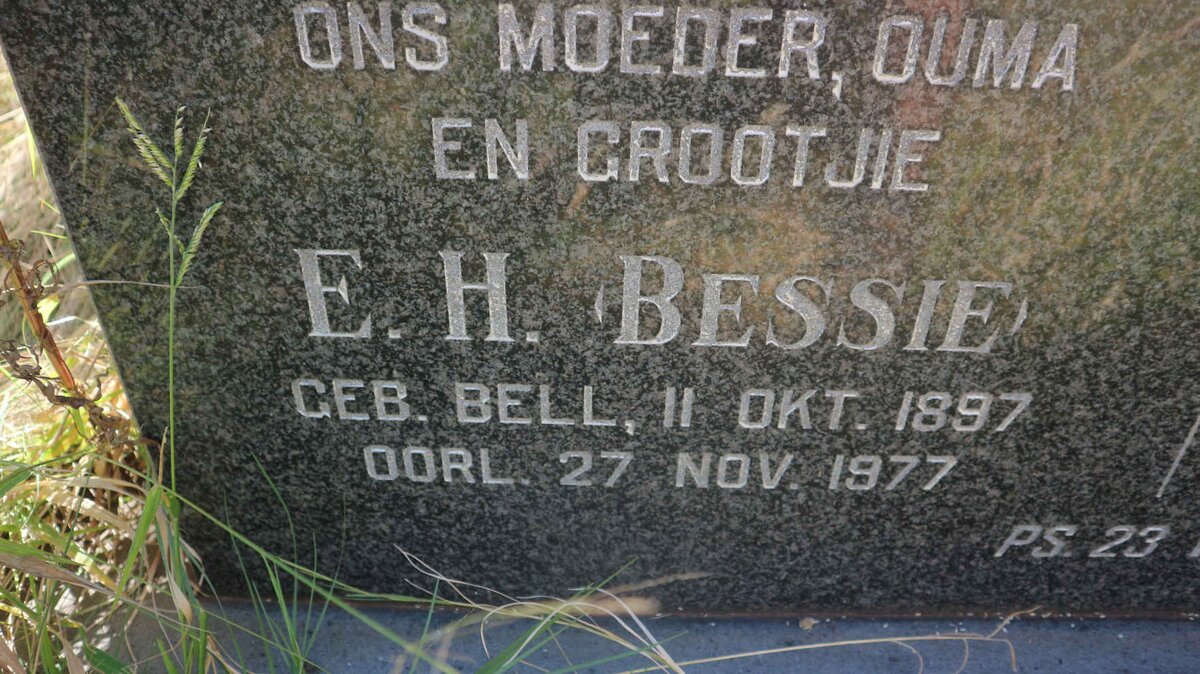 ONS MOEDER, OUMA
EN GROOTJIE
E. H. (BESSIE)
GEB. BELL, 11 OKT. 1897
OORL. 27 NOV. 1977
PS. 23